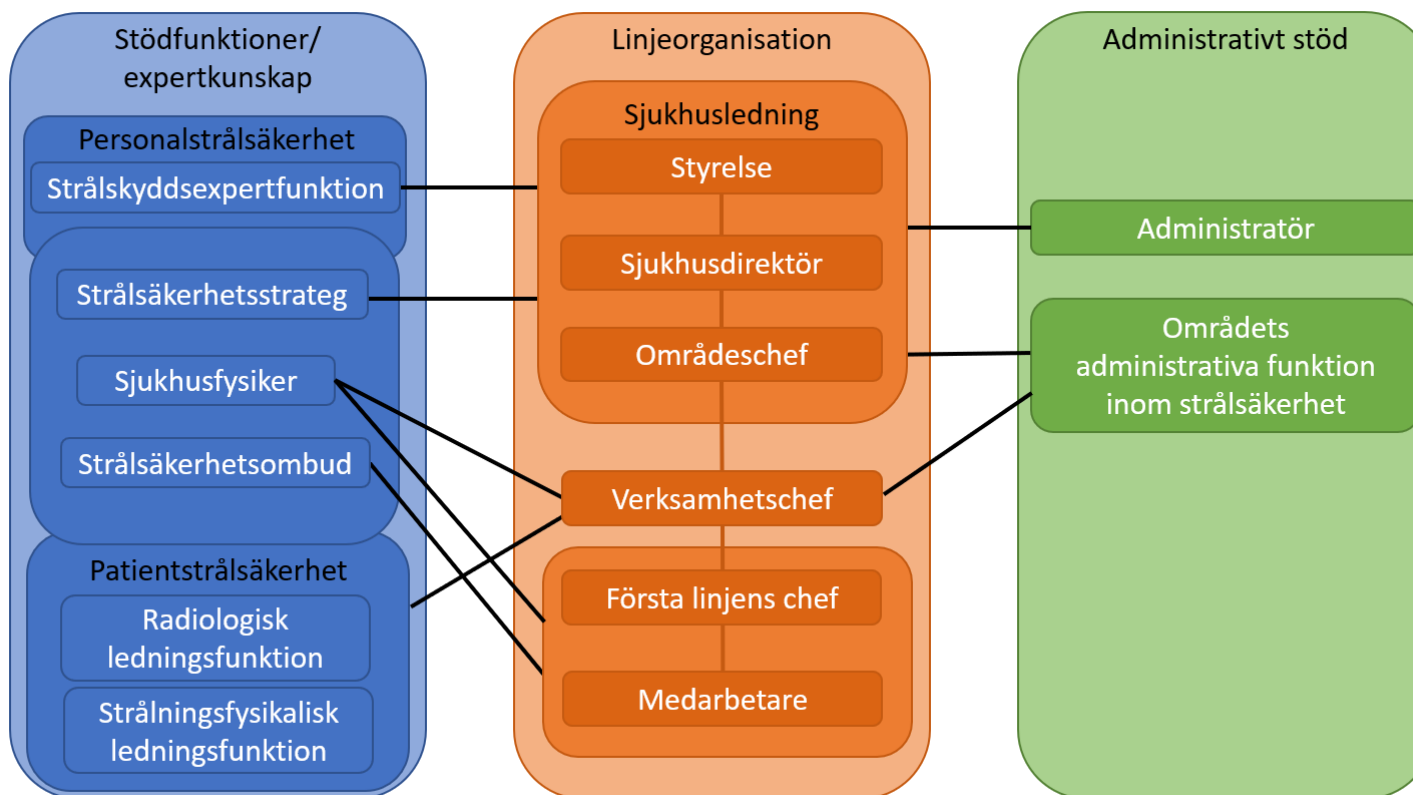 Stödfunktioner/
expertkunskap
Personalstrålsäkerhet
Strålskyddsexpertfunktion
Strålsäkerhetsstrateg
Sjukhusfysiker
Strålsäkerhetsombud
Patientstrålsäkerhet
Radiologisk
ledningsfunktion
Strålningsfysikalisk
ledningsfunktion
Linjeorganisation
Sjukhusledning
Styrelse
Sjukhusdirektör
Områdeschef
Verksamhetschef
Första linjens chef
Medarbetare
Administrativt stöd
Administratör
Områdets
administrativa funktion
inom strålsäkerhet